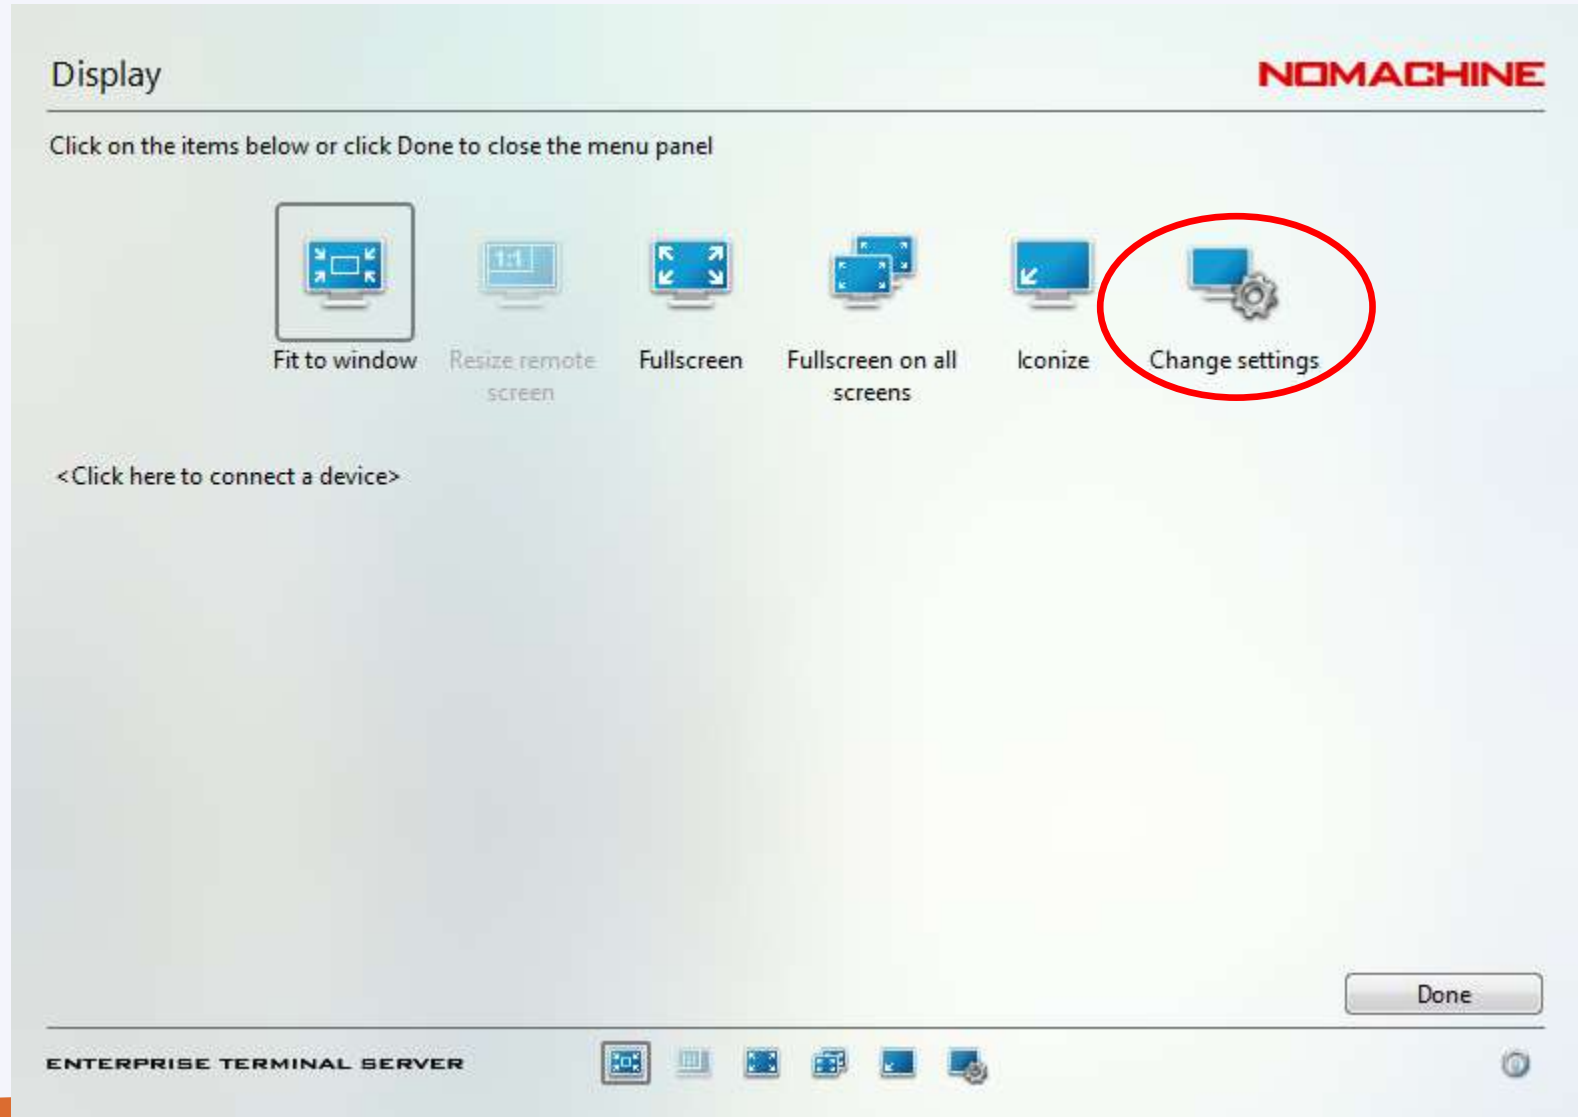 Display
NOMACHINE
Click on the items below or click Done to close the menu panel
1:1
Fit to window
Resize remote
screen
Fullscreen
Fullscreen on all
screens
Iconize
Change settings
<Click here to connect a device>
Done
ENTERPRISE TERMINAL SERVER